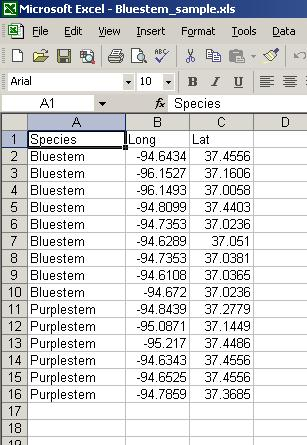 Microsoft Excel - Bluestem_sample.xls
File Edit View Insert Format Tools Data
Arial 10 B I U
A1 fx Species
A B C D
1 Species Long Lat
2 Bluestem -94.6434 37.4556
3 Bluestem -96.1527 37.1606
4 Bluestem -96.1493 37.0058
5 Bluestem -94.8099 37.4403
6 Bluestem -94.7353 37.0236
7 Bluestem -94.6289 37.051
8 Bluestem -94.7353 37.0381
9 Bluestem -94.6108 37.0365
10 Bluestem -94.672 37.0236
11 Purplestem -94.8439 37.2779
12 Purplestem -95.0871 37.1449
13 Purplestem -95.217 37.4486
14 Purplestem -94.6343 37.4556
15 Purplestem -94.6525 37.4556
16 Purplestem -94.7859 37.3685
17
18
19